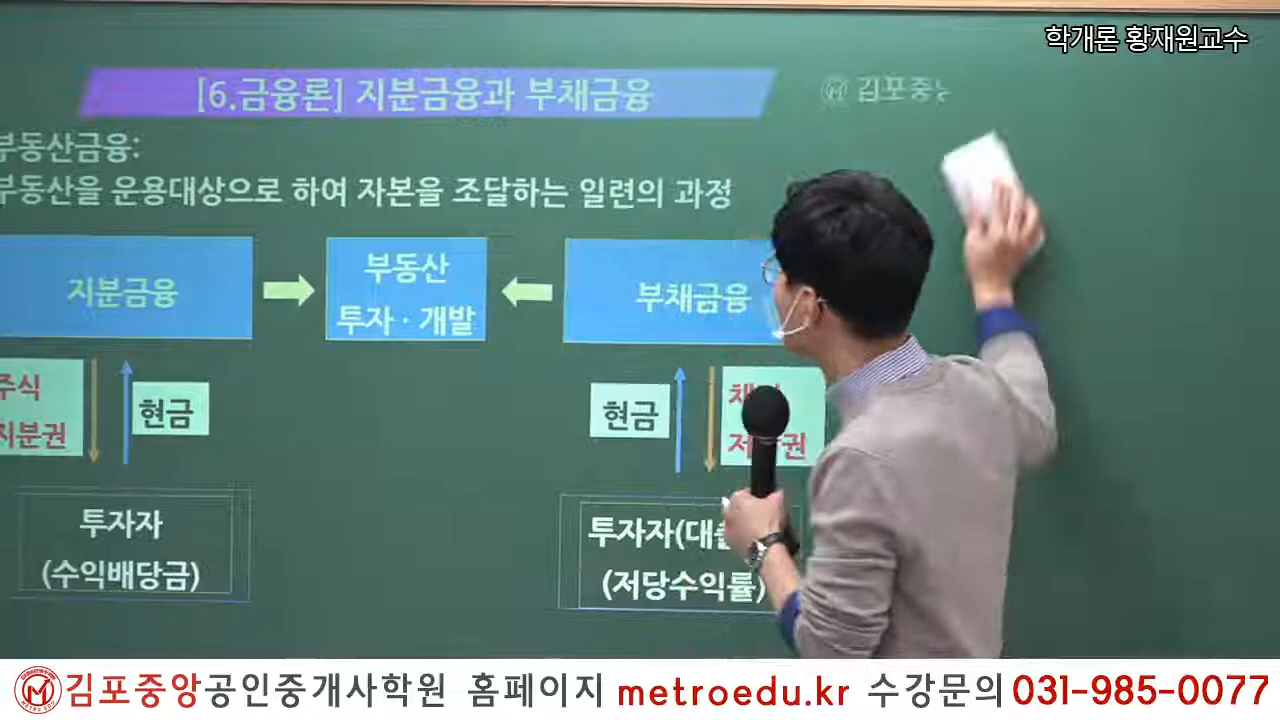 학개론 황재원교수
[6.금융론] 지분금융과 부채금융
김포중
부동산금융:
부동산을 운용대상으로 하여 자본을 조달하는 일련의 과정
지분금융
부동산
투자 · 개발
부채금융
주식
지분권
현금
현금
투자자
(수익배당금)
투자자(대출
(저당수익률)
METRO EDU
김포중앙공인중개사학원 홈페이지 metroedu.kr 수강문의 031-985-0077